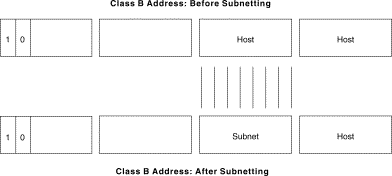 Class B Address: Before Subnetting
1 0 Host Host
1 0 Subnet Host
Class B Address: After Subnetting